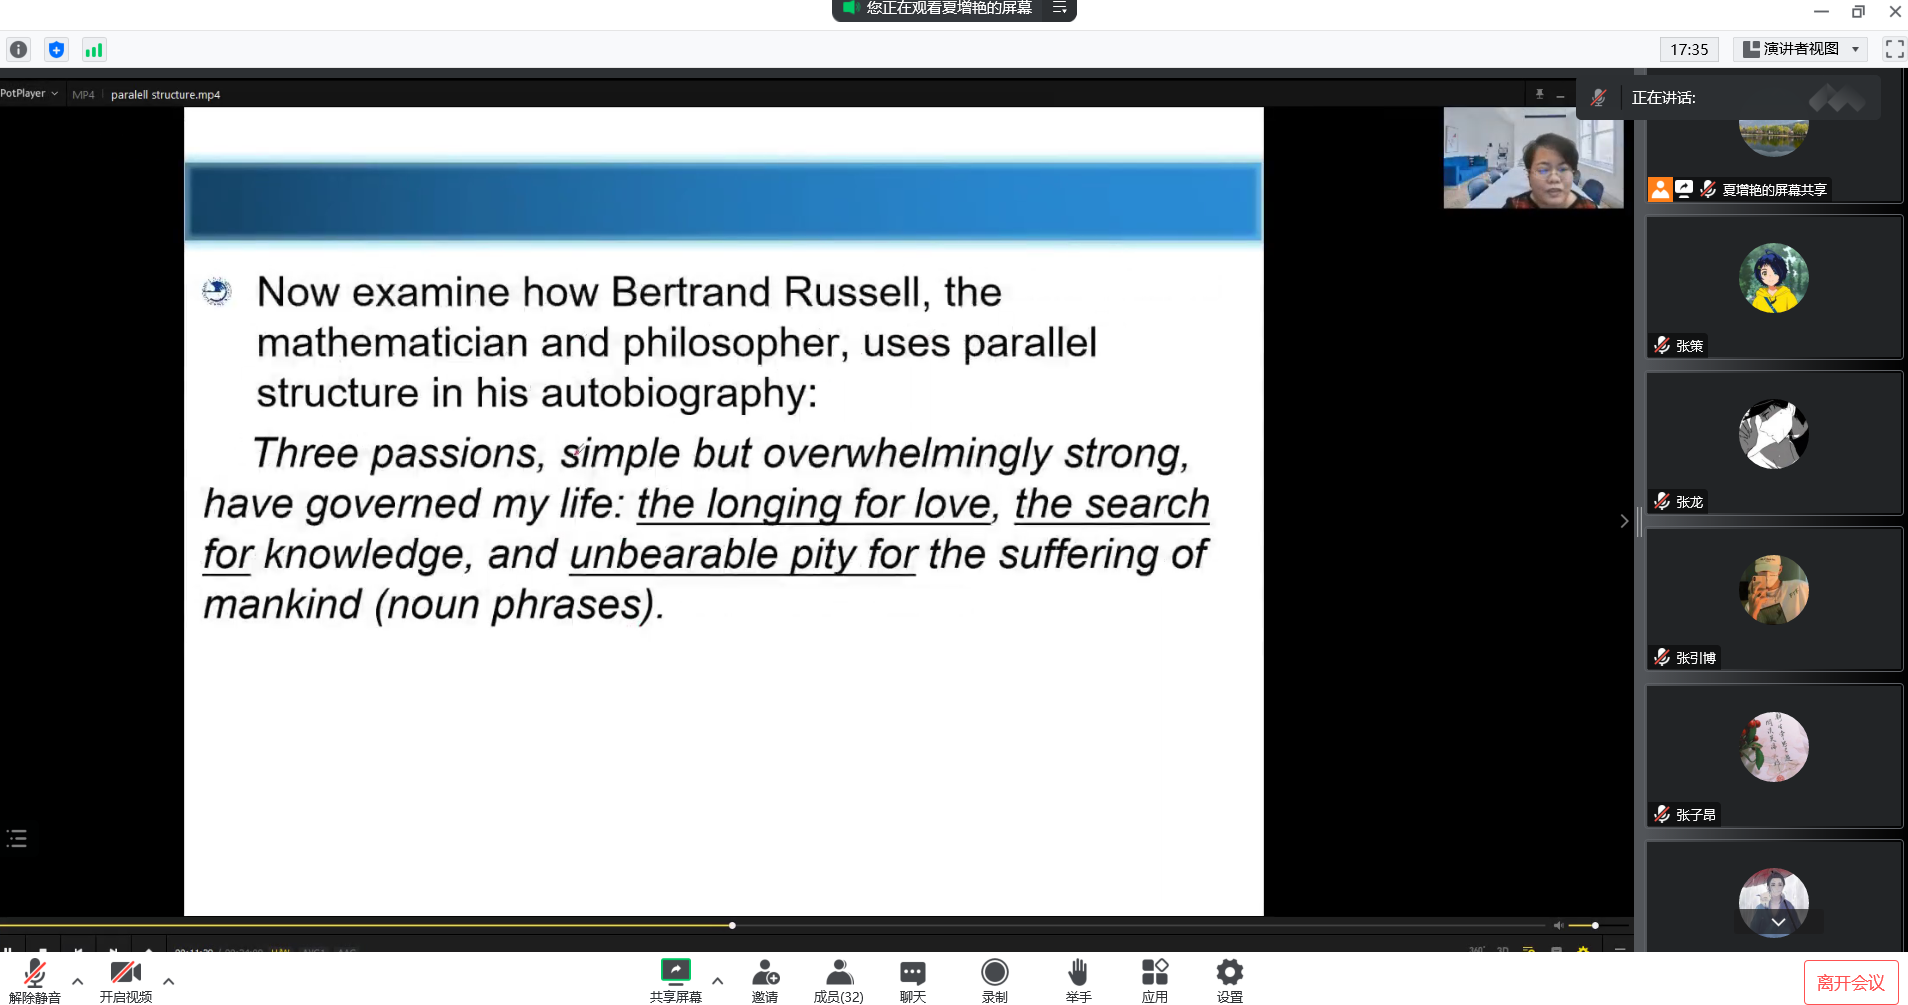 您正在观看夏增艳的屏幕
17:35
演讲者视图
PotPlayer
MP4
paralell structure.mp4
正在讲话:
夏增艳的屏幕共享
Now examine how Bertrand Russell, the
mathematician and philosopher, uses parallel
structure in his autobiography:
Three passions, simple but overwhelmingly strong,
have governed my life: the longing for love, the search
for knowledge, and unbearable pity for the suffering of
mankind (noun phrases).
张策
张龙
张引博
张子昂
解除静音
开启视频
共享屏幕
邀请
成员(32)
聊天
录制
举手
应用
设置
离开会议